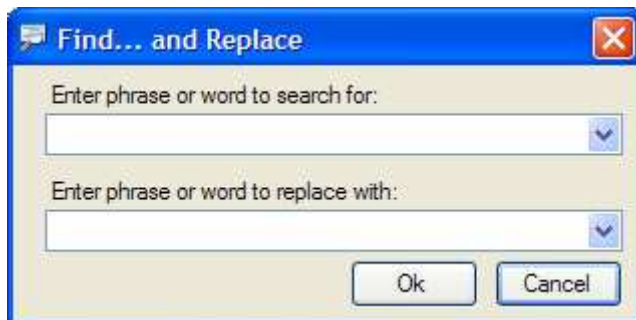 Find... and Replace
Enter phrase or word to search for:
Enter phrase or word to replace with:
Ok
Cancel